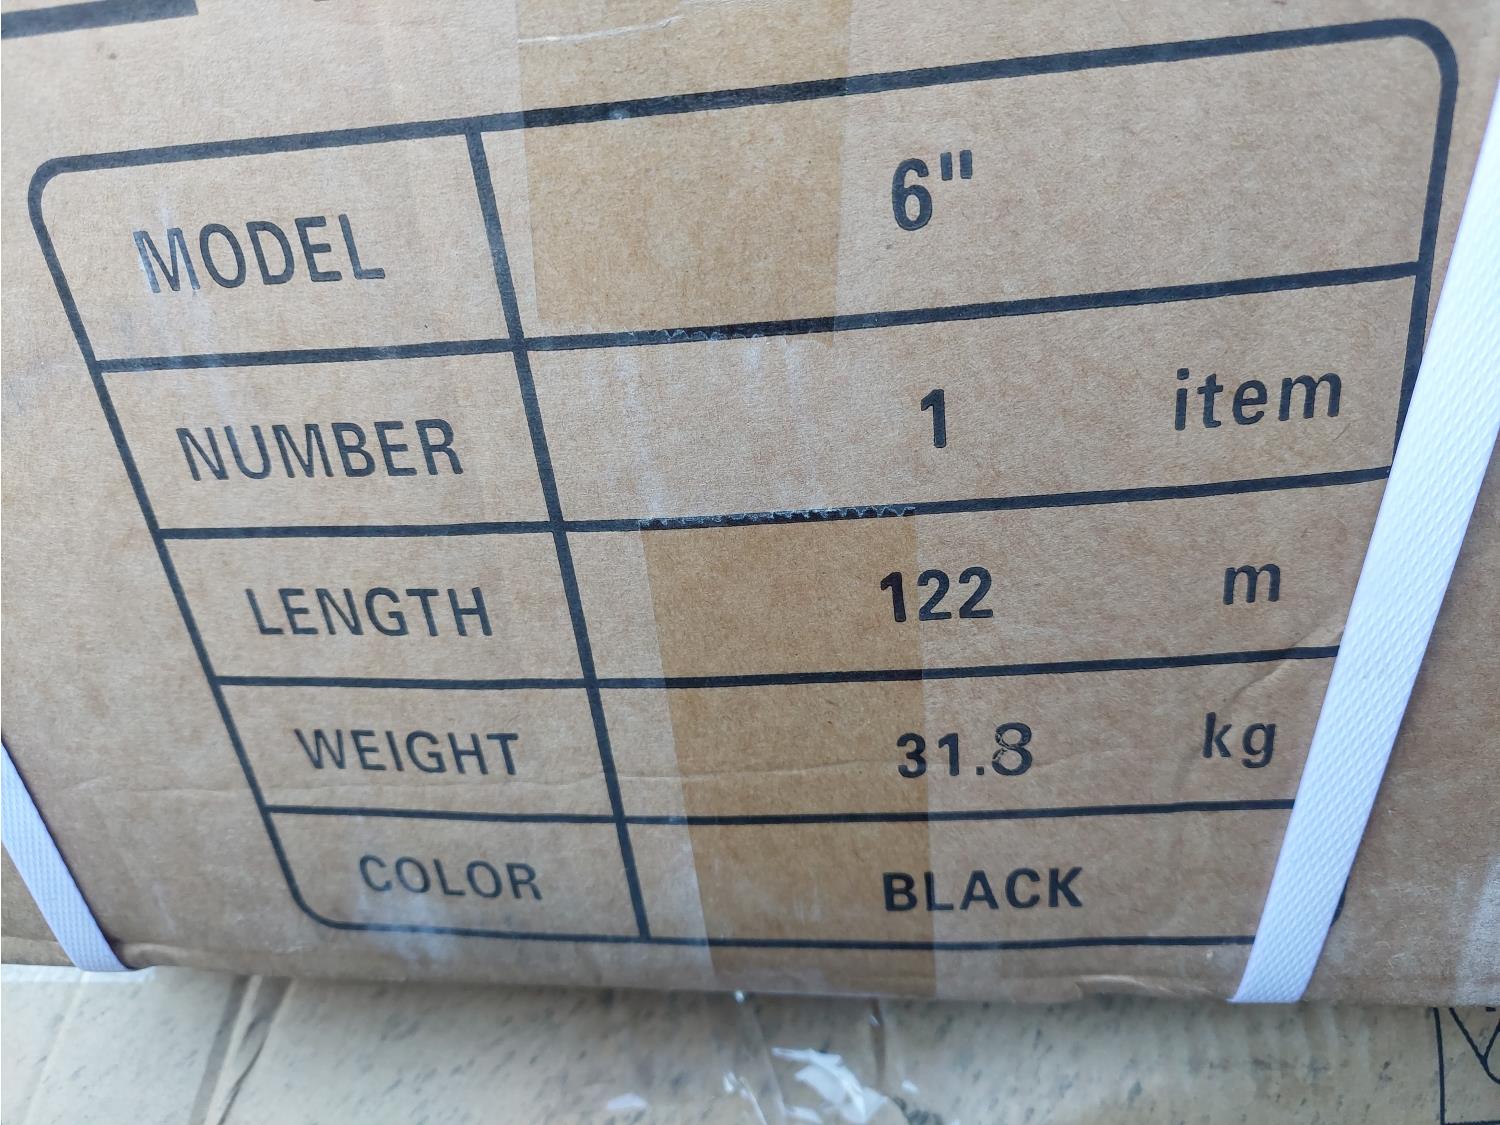 MODEL 6"
NUMBER 1 item
LENGTH 122 m
WEIGHT 31.8 kg
COLOR BLACK